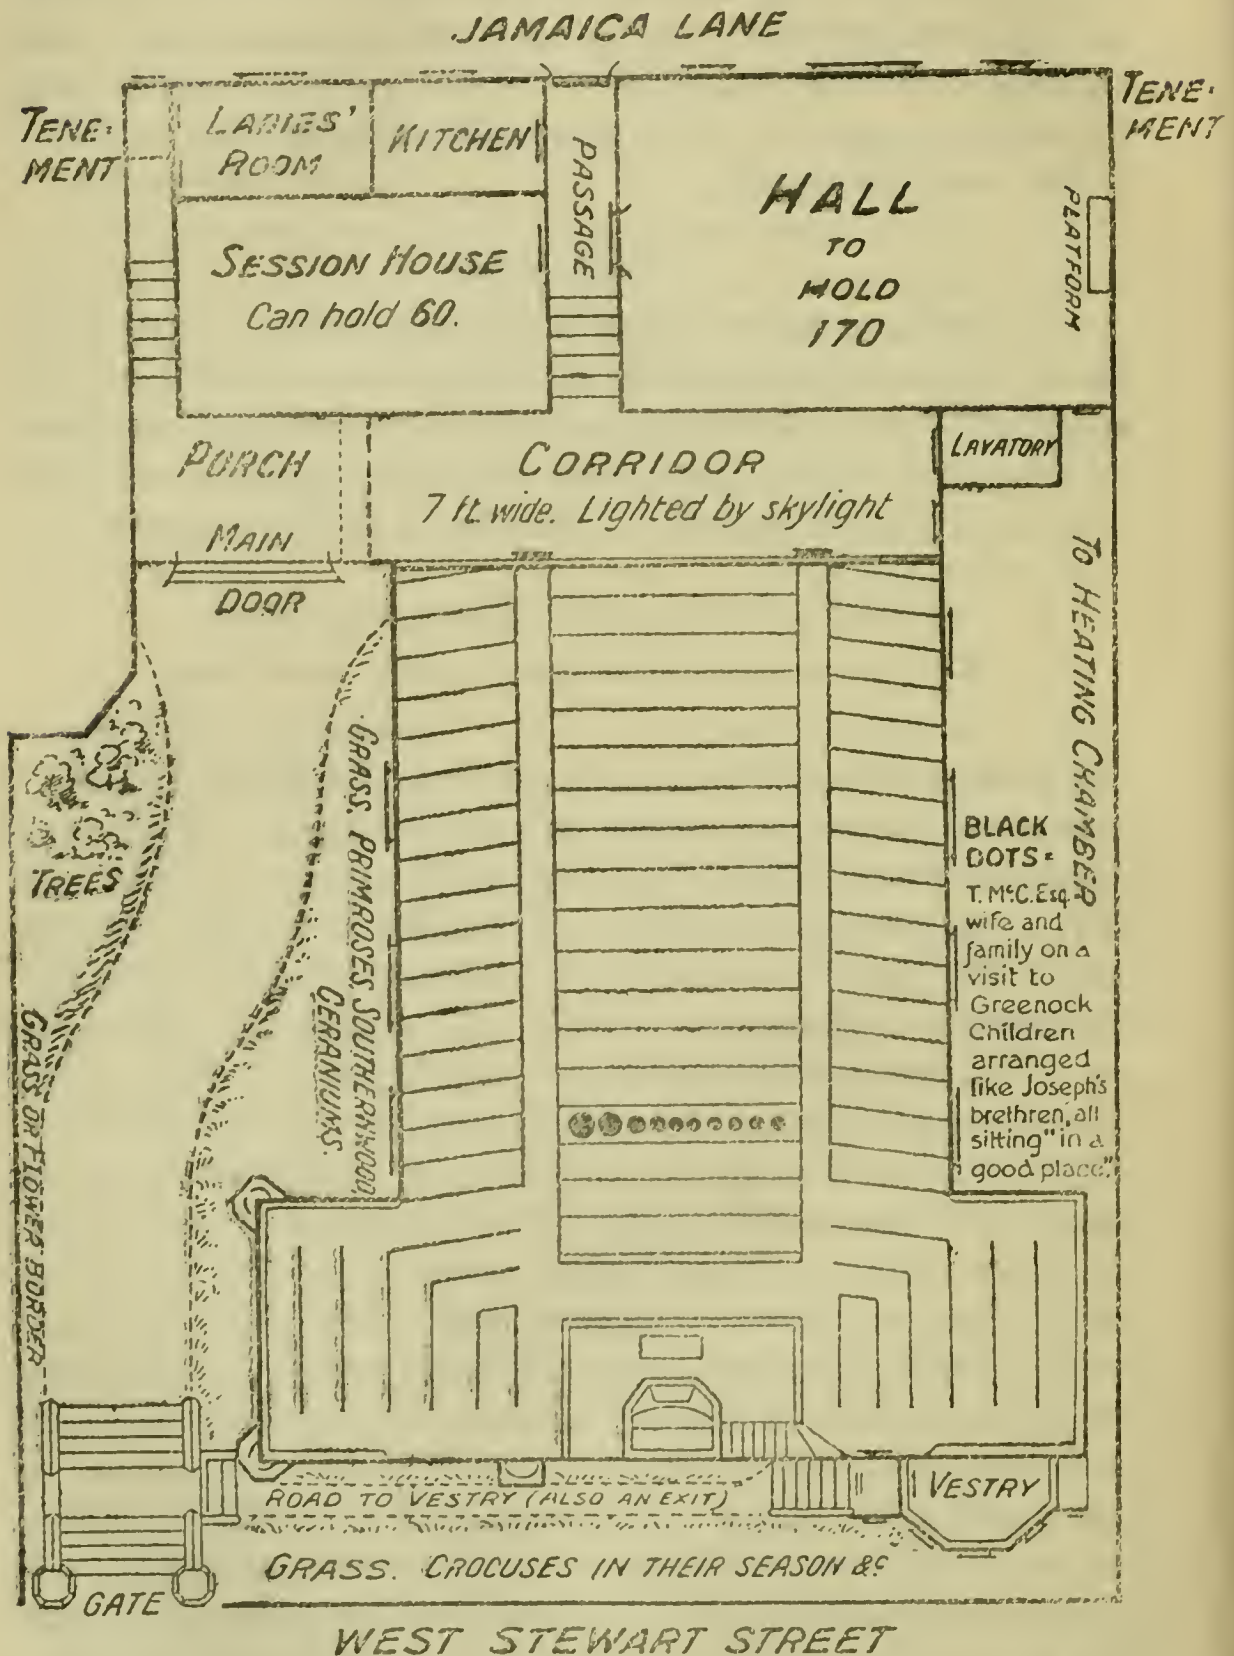 JAMAICA LANE
TENE-
MENT
LADIES'
ROOM
KITCHEN
PASSAGE
HALL
TO
HOLD
170
PLATFORM
TENE-
MENT
SESSION HOUSE
Can hold 60.
PORCH
CORRIDOR
7 ft. wide. Lighted by skylight
LAVATORY
MAIN
DOOR
TO HEATING CHAMBER
TREES
GRASS. PRIMROSES. SOUTHERNWOOD.
GERANIUMS.
GRASS OR FLOWER BORDER
BLACK
DOTS =
T. McC. Esq.
wife and
family on a
visit to
Greenock
Children
arranged
like Joseph's
brethren, all
sitting "in a
good place".
ROAD TO VESTRY (ALSO AN EXIT)
VESTRY
GRASS. CROCUSES IN THEIR SEASON &c
GATE
WEST STEWART STREET